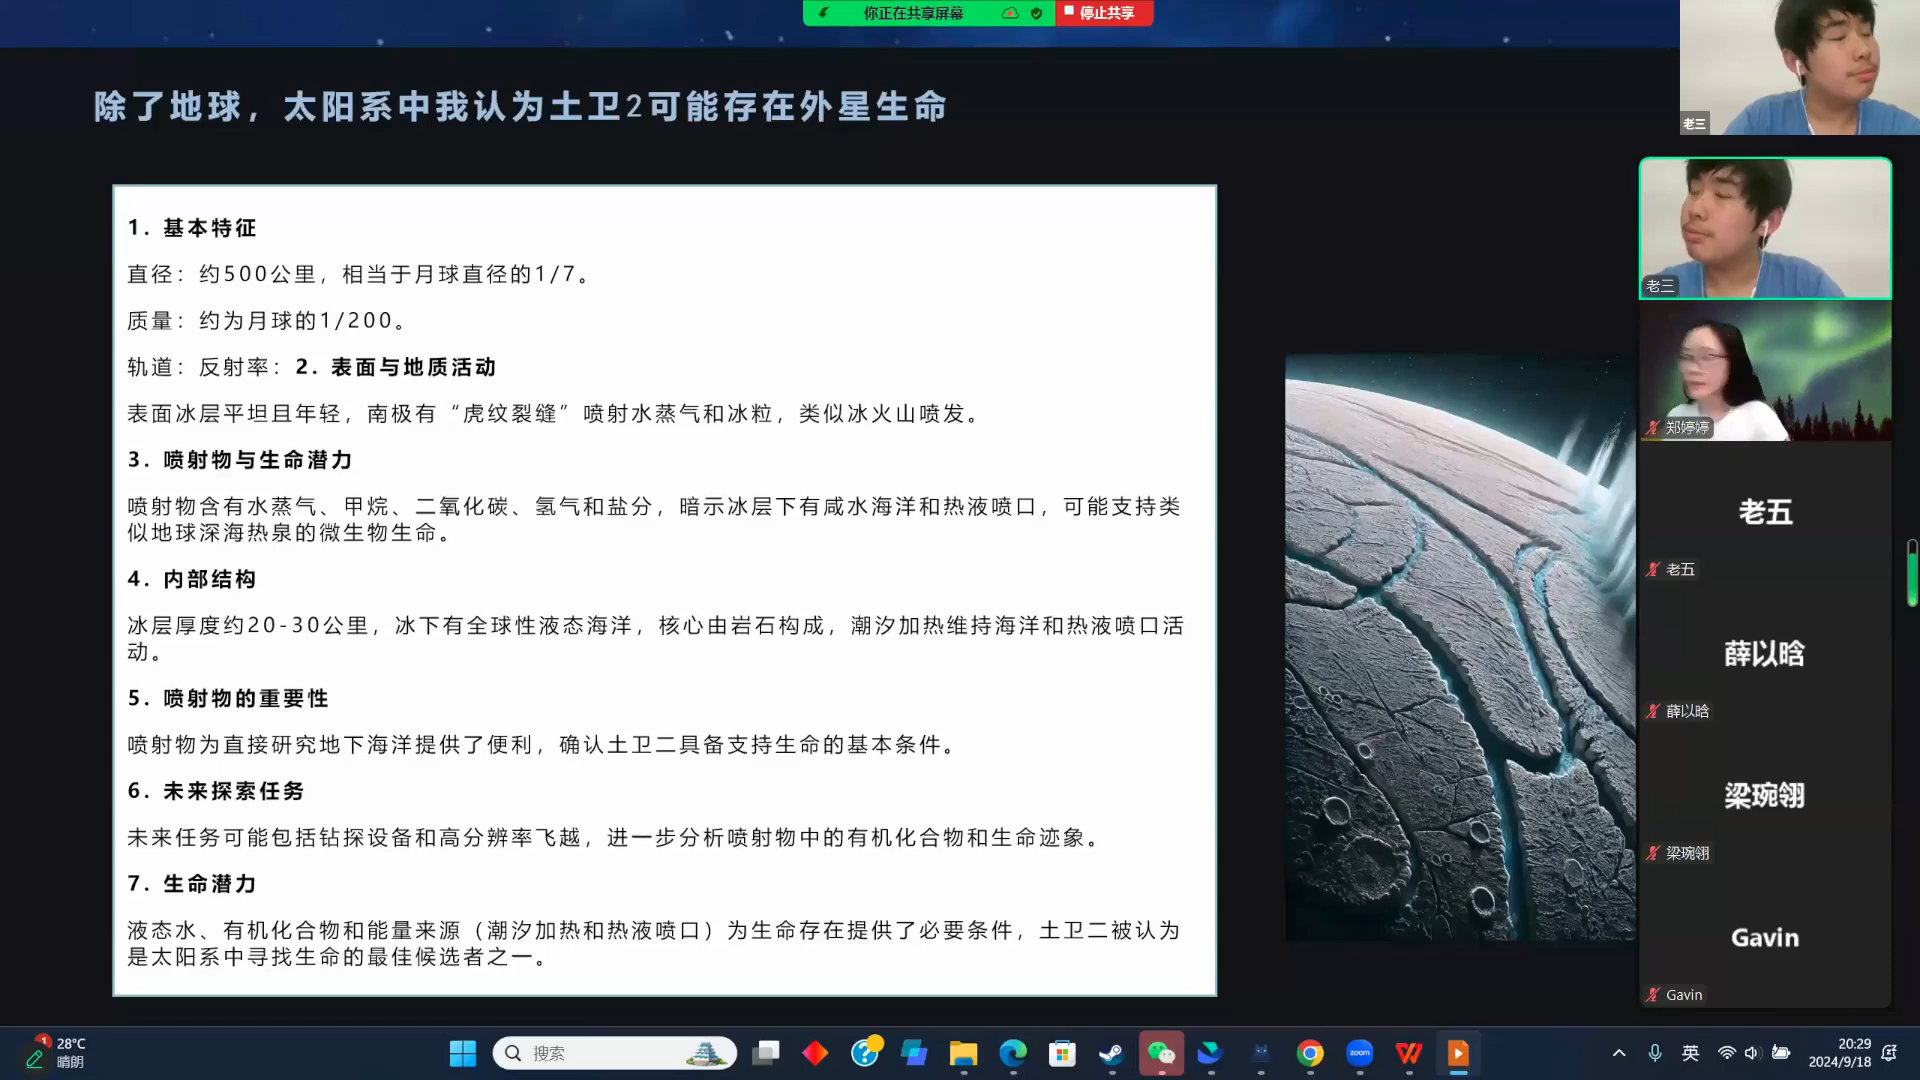 你正在共享屏幕
停止共享
除了地球，太阳系中我认为土卫2可能存在外星生命
1. 基本特征
直径：约500公里，相当于月球直径的1/7。
质量：约为月球的1/200。
轨道：反射率：2. 表面与地质活动
表面冰层平坦且年轻，南极有“虎纹裂缝”喷射水蒸气和冰粒，类似冰火山喷发。
3. 喷射物与生命潜力
喷射物含有水蒸气、甲烷、二氧化碳、氢气和盐分，暗示冰层下有咸水海洋和热液喷口，可能支持类
似地球深海热泉的微生物生命。
4. 内部结构
冰层厚度约20-30公里，冰下有全球性液态海洋，核心由岩石构成，潮汐加热维持海洋和热液喷口活
动。
5. 喷射物的重要性
喷射物为直接研究地下海洋提供了便利，确认土卫二具备支持生命的基本条件。
6. 未来探索任务
未来任务可能包括钻探设备和高分辨率飞越，进一步分析喷射物中的有机化合物和生命迹象。
7. 生命潜力
液态水、有机化合物和能量来源（潮汐加热和热液喷口）为生命存在提供了必要条件，土卫二被认为
是太阳系中寻找生命的最佳候选者之一。
老三
老三
郑婷婷
老五
老五
薛以晗
薛以晗
梁琬翎
梁琬翎
Gavin
Gavin
1
28°C
晴朗
搜索
zoom
英
20:29
2024/9/18